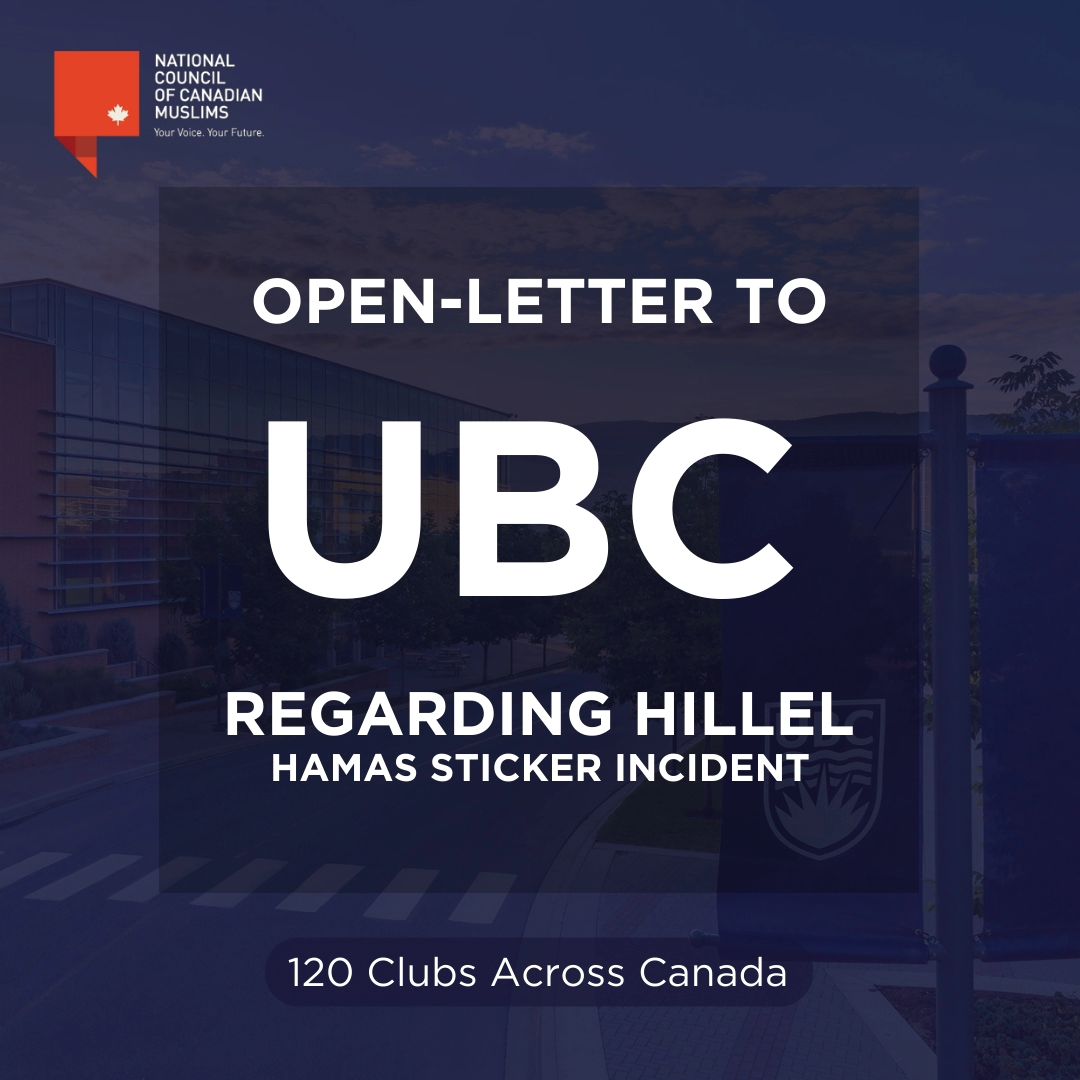 NATIONAL
COUNCIL
OF CANADIAN
MUSLIMS
Your Voice. Your Future.
OPEN-LETTER TO
UBC
REGARDING HILLEL
UBC
HAMAS STICKER INCIDENT
120 Clubs Across Canada